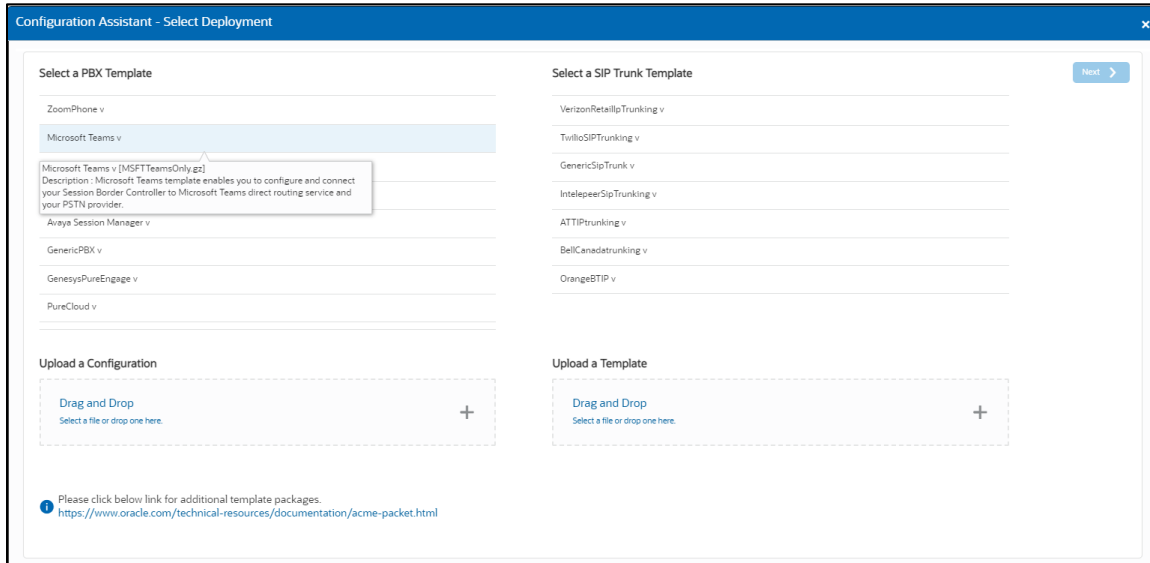 Configuration Assistant - Select Deployment
×
Select a PBX Template
ZoomPhone v
Microsoft Teams v
Microsoft Teams v [MSFTTeamsOnly.gz]
Description : Microsoft Teams template enables you to configure and connect
your Session Border Controller to Microsoft Teams direct routing service and
your PSTN provider.
Avaya Session Manager v
GenericPBX v
GenesysPureEngage v
PureCloud v
Select a SIP Trunk Template
VerizonRetailIpTrunking v
TwilioSIPTrunking v
GenericSipTrunk v
IntelepeerSipTrunking v
ATTIPtrunking v
BellCanadatrunking v
OrangeBTIP v
Next
Upload a Configuration
Drag and Drop
Select a file or drop one here.
Upload a Template
Drag and Drop
Select a file or drop one here.
Please click below link for additional template packages.
https://www.oracle.com/technical-resources/documentation/acme-packet.html